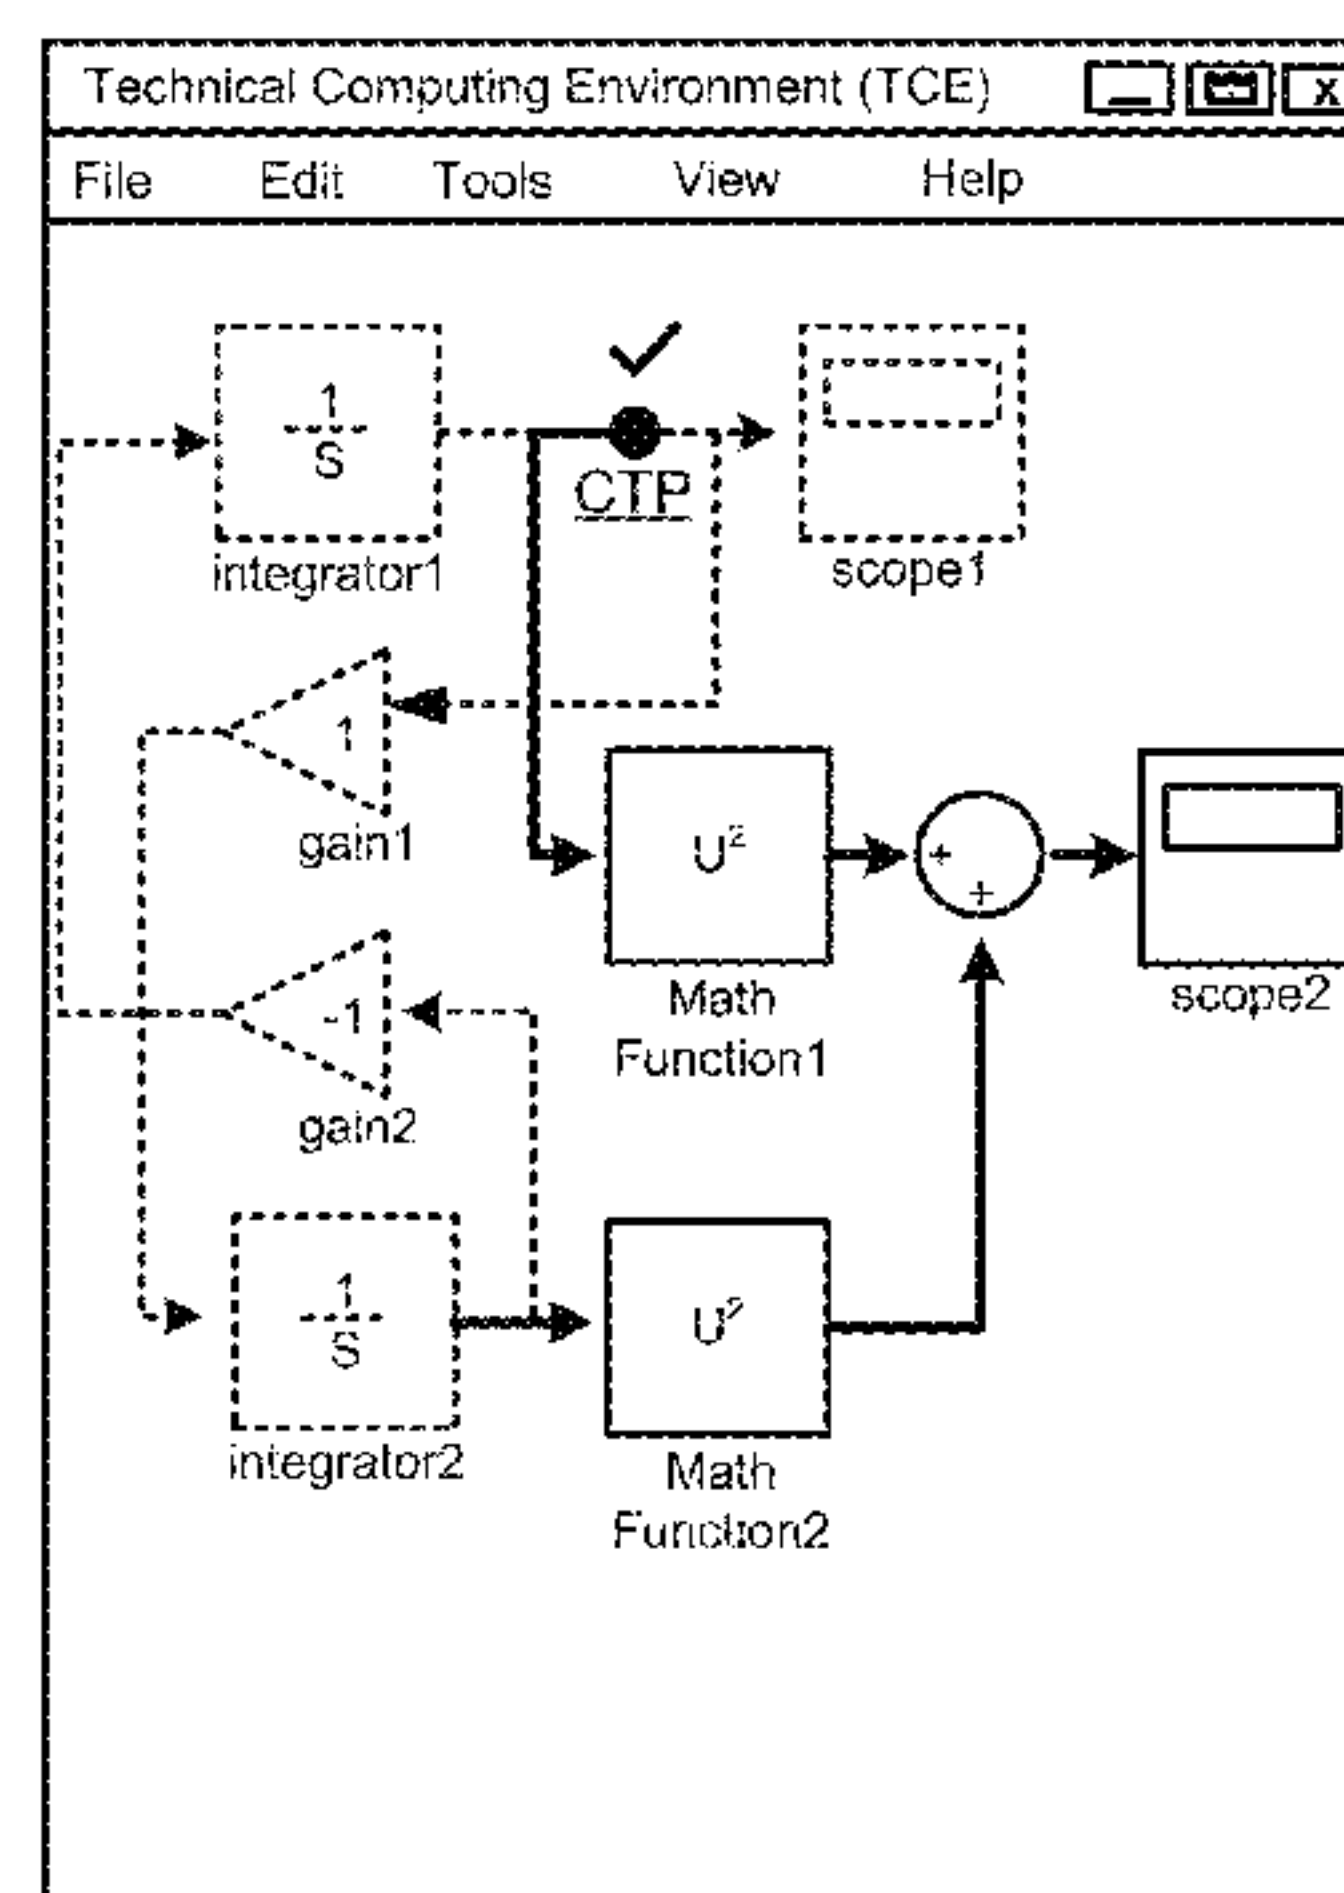 Technical Computing Environment (TCE) X
File Edit Tools View Help
1
S
integrator1
CTP
scope1
1
gain1
U²
+
+
Math
Function1
scope2
-1
gain2
1
S
integrator2
U²
Math
Function2